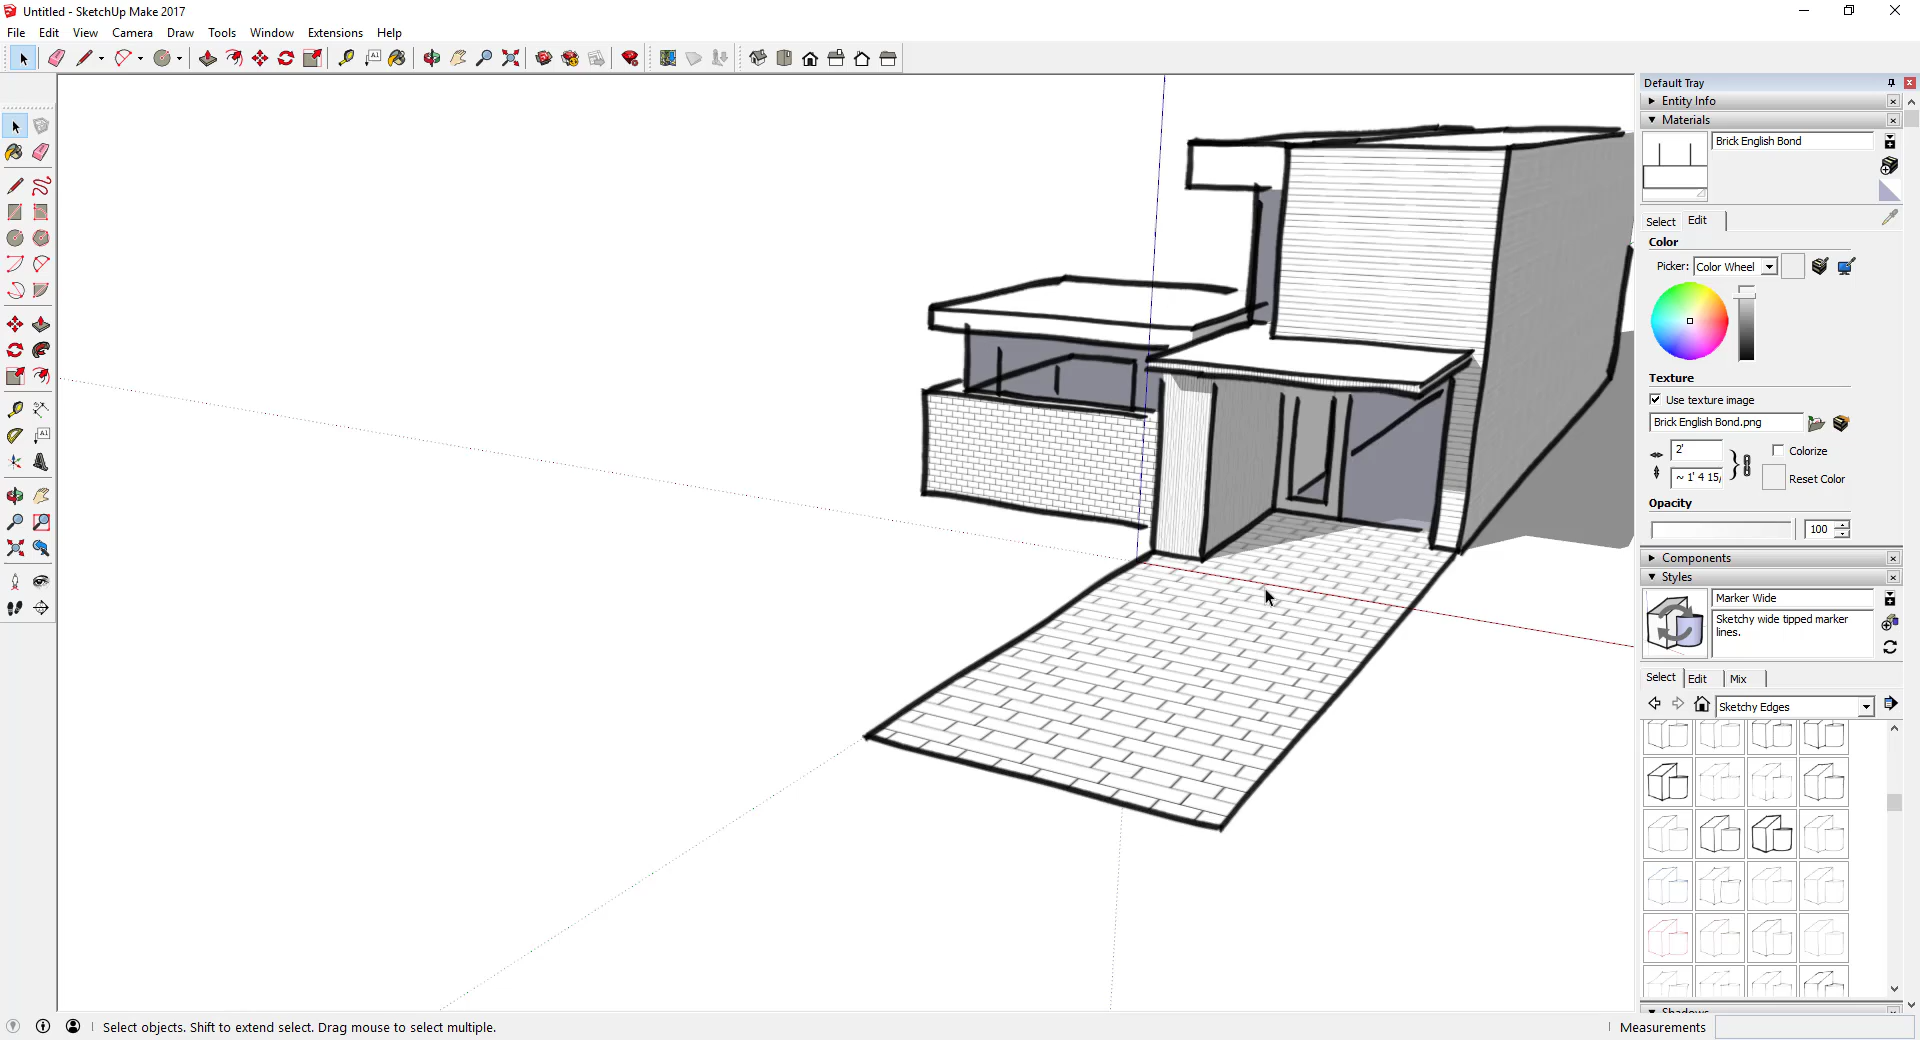 Untitled - SketchUp Make 2017
File Edit View Camera Draw Tools Window Extensions Help
Default Tray
Entity Info
Materials
Brick English Bond
Select Edit
Color
Picker: Color Wheel
Texture
Use texture image
Brick English Bond.png
2'
Colorize
~ 1' 4 15/
Reset Color
Opacity
100
Components
Styles
Marker Wide
Sketchy wide tipped marker
lines.
Select Edit Mix
Sketchy Edges
Shadows
Select objects. Shift to extend select. Drag mouse to select multiple.
Measurements